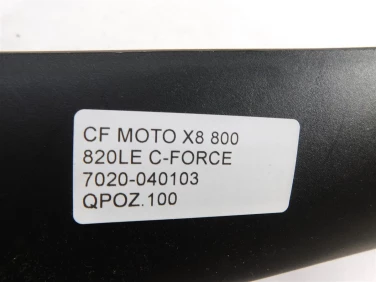 CF MOTO X8 800
820LE C-FORCE
7020-040103
QPOZ.100